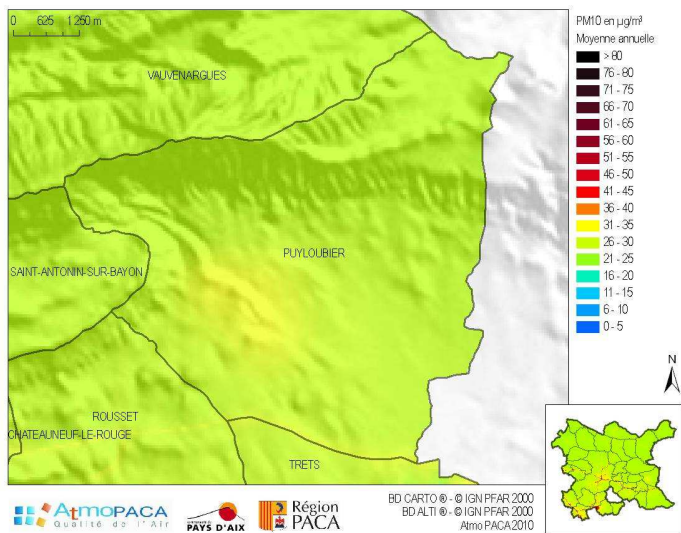 0 625 1 250 m
VAUVENARGUES
PUYLOUBIER
SAINT-ANTONIN-SUR-BAYON
ROUSSET
CHATEAUNEUF-LE-ROUGE
TRETS
PM10 en µg/m³
Moyenne annuelle
> 80
76 - 80
71 - 75
66 - 70
61 - 65
56 - 60
51 - 55
46 - 50
41 - 45
36 - 40
31 - 35
26 - 30
21 - 25
16 - 20
11 - 15
6 - 10
0 - 5
N
AtmoPACA
Qualité de l'Air
PAYS D'AIX
Région
PACA
BD CARTO ® - © IGN PFAR 2000
BD ALTI ® - © IGN PFAR 2000
Atmo PACA 2010